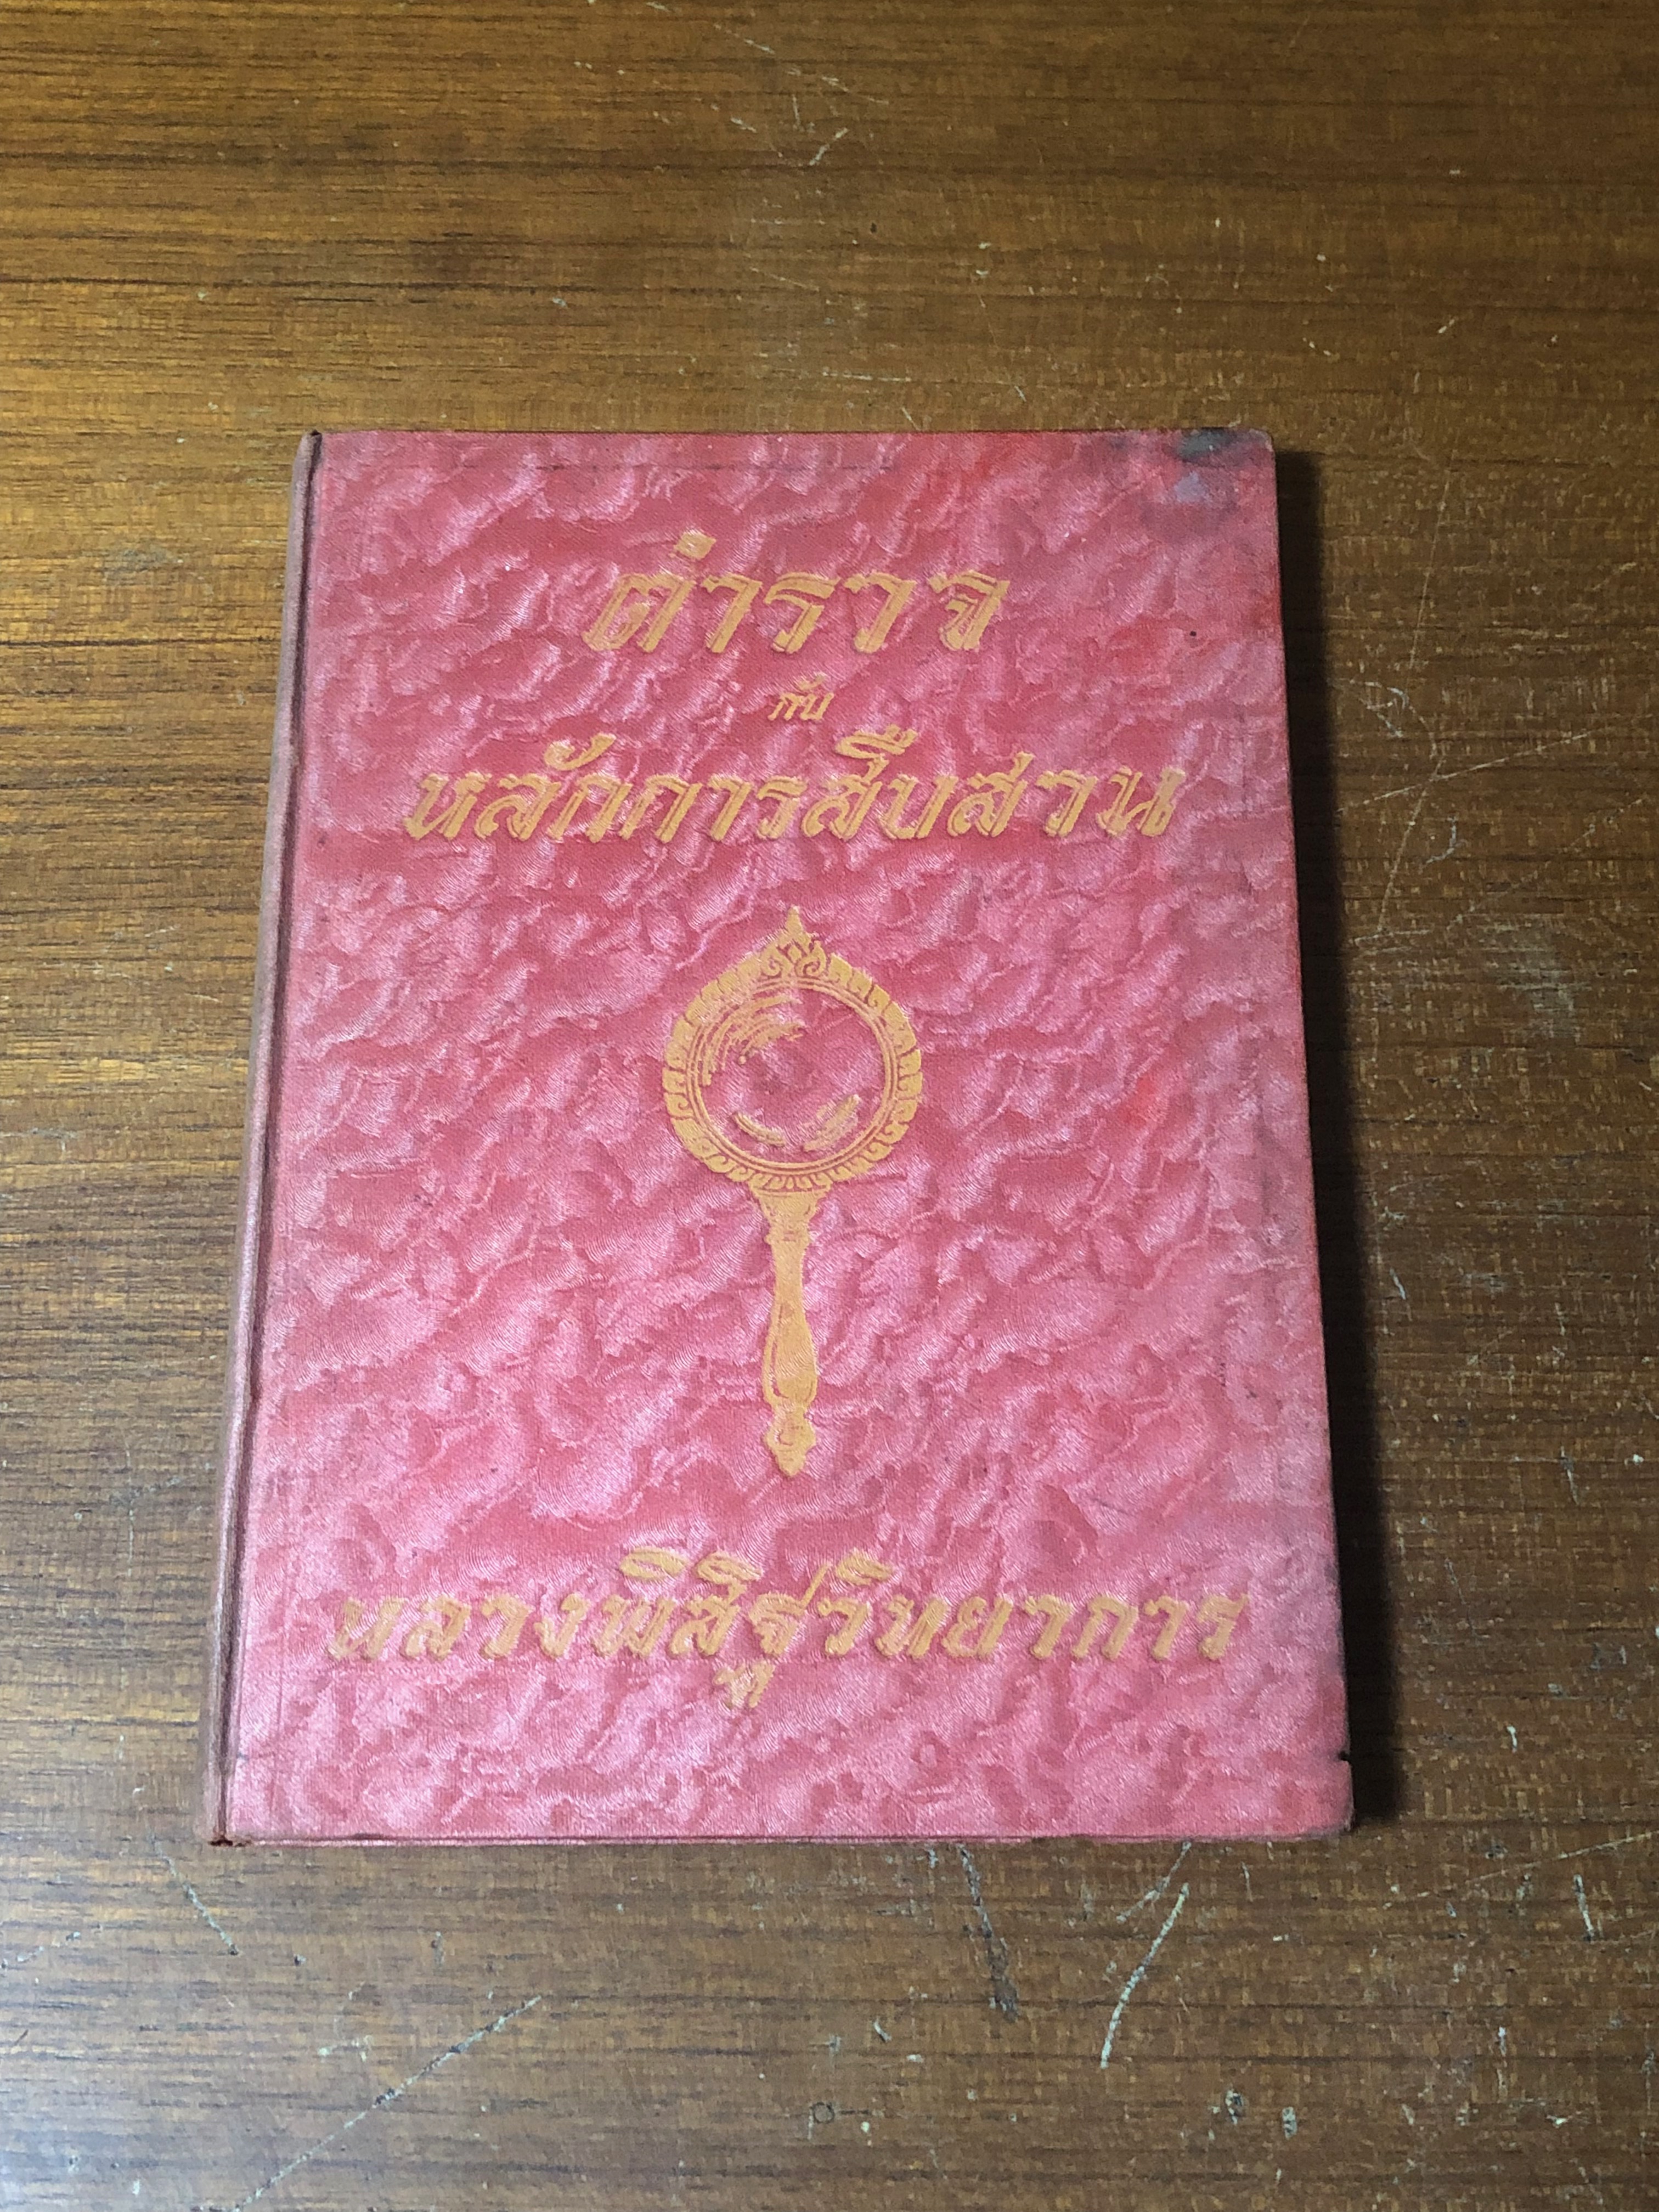 ตำรวจ
กับ
หลักการสืบสวน
หลวงพิสิฐวิทยาการ